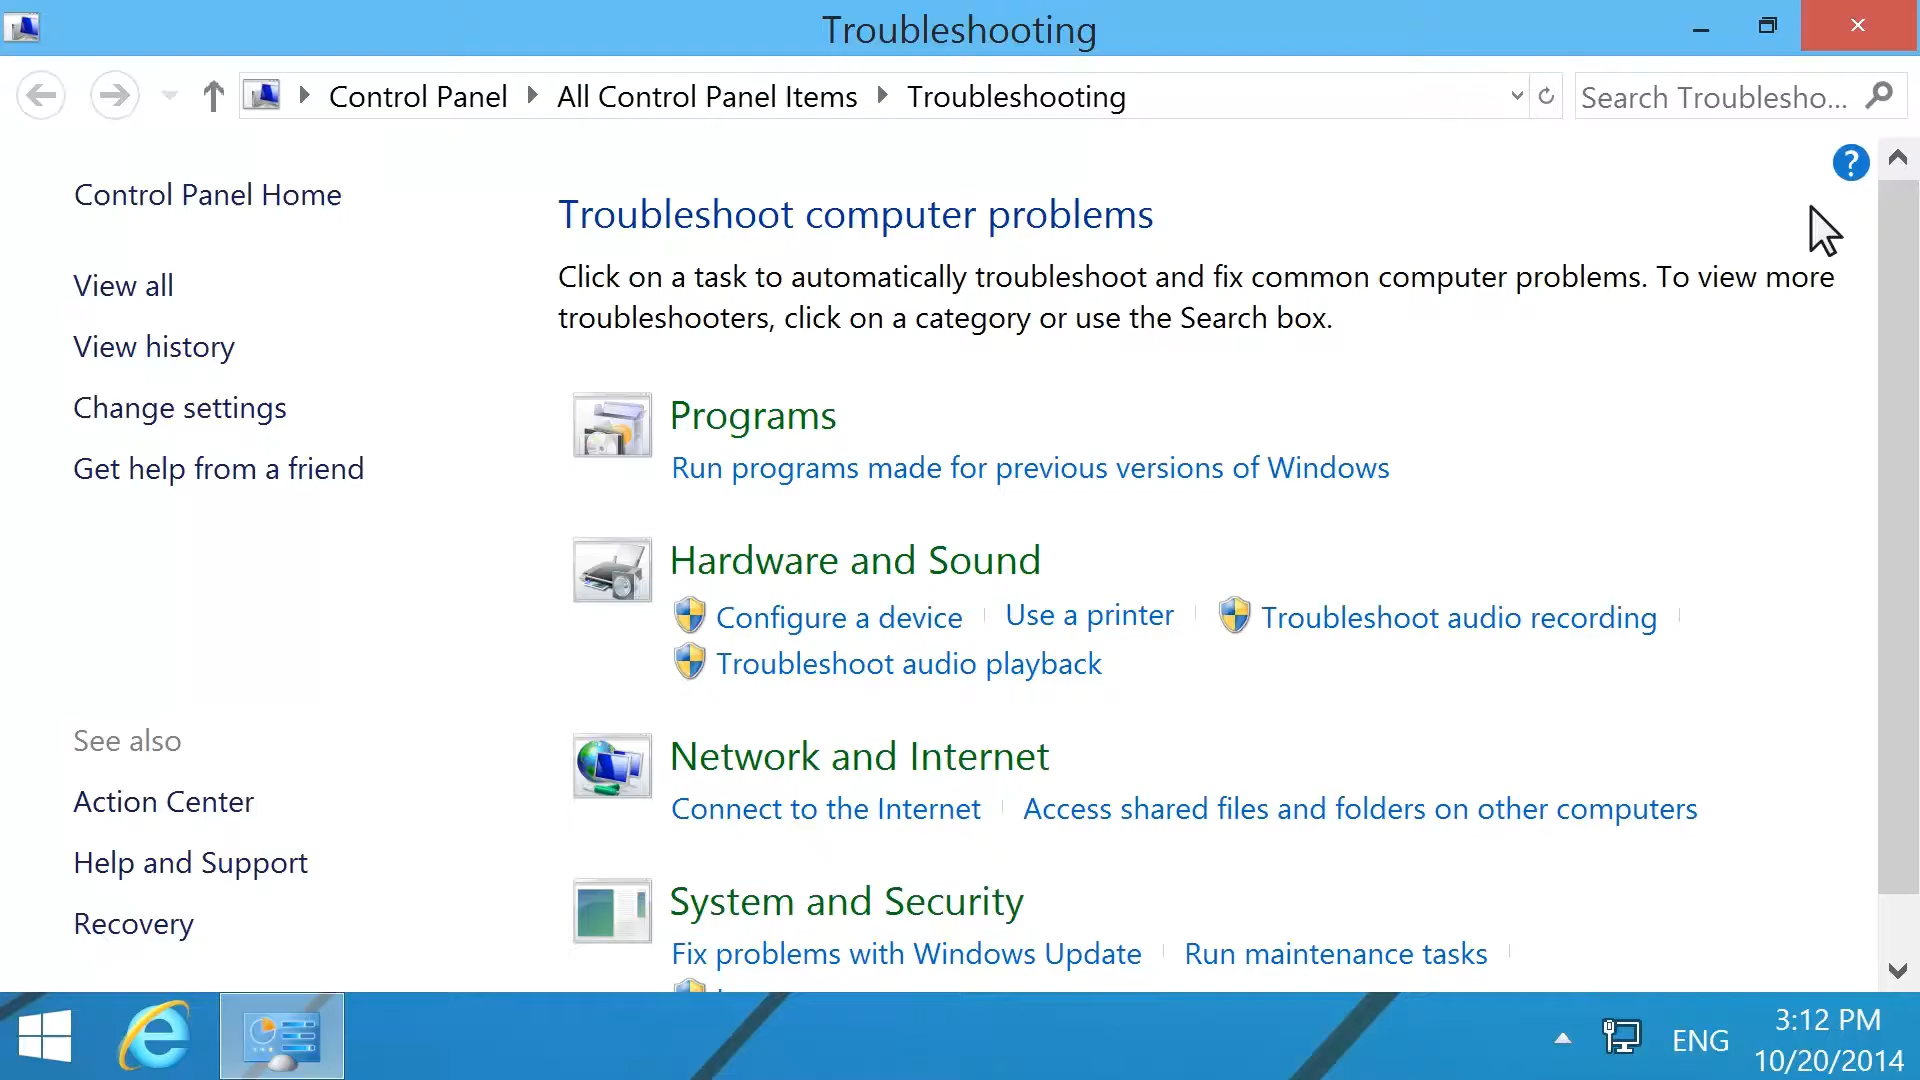 Troubleshooting
Control Panel All Control Panel Items Troubleshooting
Search Troublesho...
Control Panel Home
View all
View history
Change settings
Get help from a friend
See also
Action Center
Help and Support
Recovery
?
Troubleshoot computer problems
Click on a task to automatically troubleshoot and fix common computer problems. To view more
troubleshooters, click on a category or use the Search box.
Programs
Run programs made for previous versions of Windows
Hardware and Sound
Configure a device Use a printer Troubleshoot audio recording
Troubleshoot audio playback
Network and Internet
Connect to the Internet Access shared files and folders on other computers
System and Security
Fix problems with Windows Update Run maintenance tasks
ENG
3:12 PM
10/20/2014